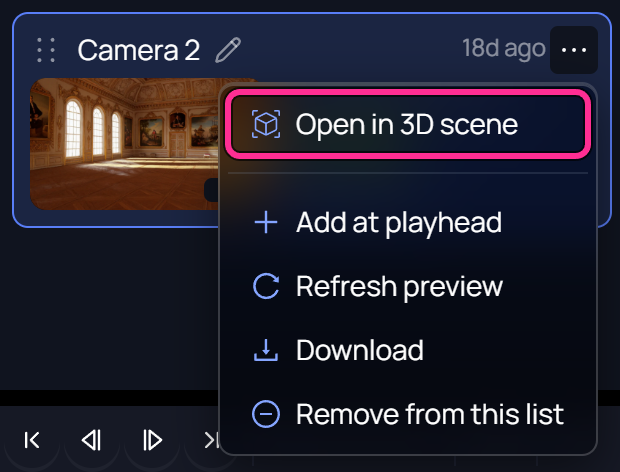 Camera 2
18d ago
Open in 3D scene
Add at playhead
Refresh preview
Download
Remove from this list